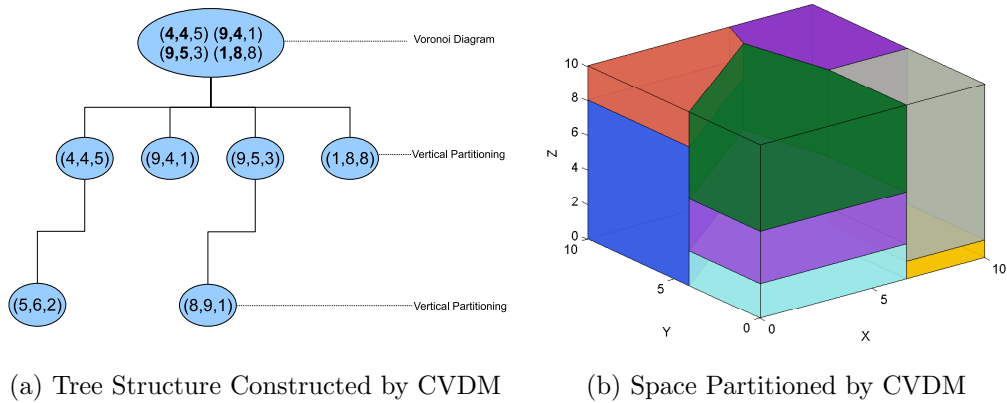 (4,4,5) (9,4,1)
(9,5,3) (1,8,8)
Voronoi Diagram
(4,4,5)
(9,4,1)
(9,5,3)
(1,8,8)
Vertical Partitioning
(5,6,2)
(8,9,1)
Vertical Partitioning
(a) Tree Structure Constructed by CVDM
10
8
6
4
2
0
Z
10
5
0
Y
0
5
10
X
(b) Space Partitioned by CVDM